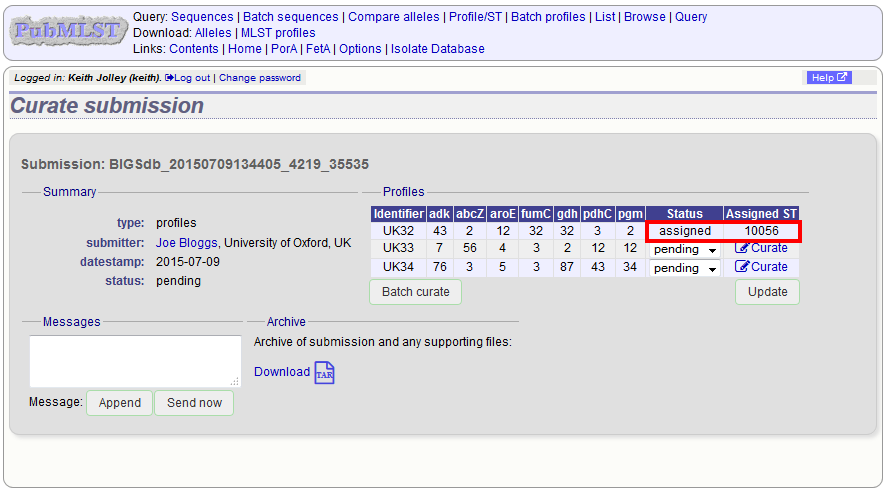 PubMLST
Query: Sequences | Batch sequences | Compare alleles | Profile/ST | Batch profiles | List | Browse | Query
Download: Alleles | MLST profiles
Links: Contents | Home | PorA | FetA | Options | Isolate Database
Logged in: Keith Jolley (keith). Log out | Change password
Help
Curate submission
Submission: BIGSdb_20150709134405_4219_35535
Summary
type: profiles
submitter: Joe Bloggs, University of Oxford, UK
datestamp: 2015-07-09
status: pending
Profiles
Identifier adk abcZ aroE fumC gdh pdhC pgm Status Assigned ST
UK32 43 2 12 32 32 3 2 assigned 10056
UK33 7 56 4 3 2 12 12 pending Curate
UK34 76 3 5 3 87 43 34 pending Curate
Batch curate Update
Messages
Message: Append Send now
Archive
Archive of submission and any supporting files:
Download TAR